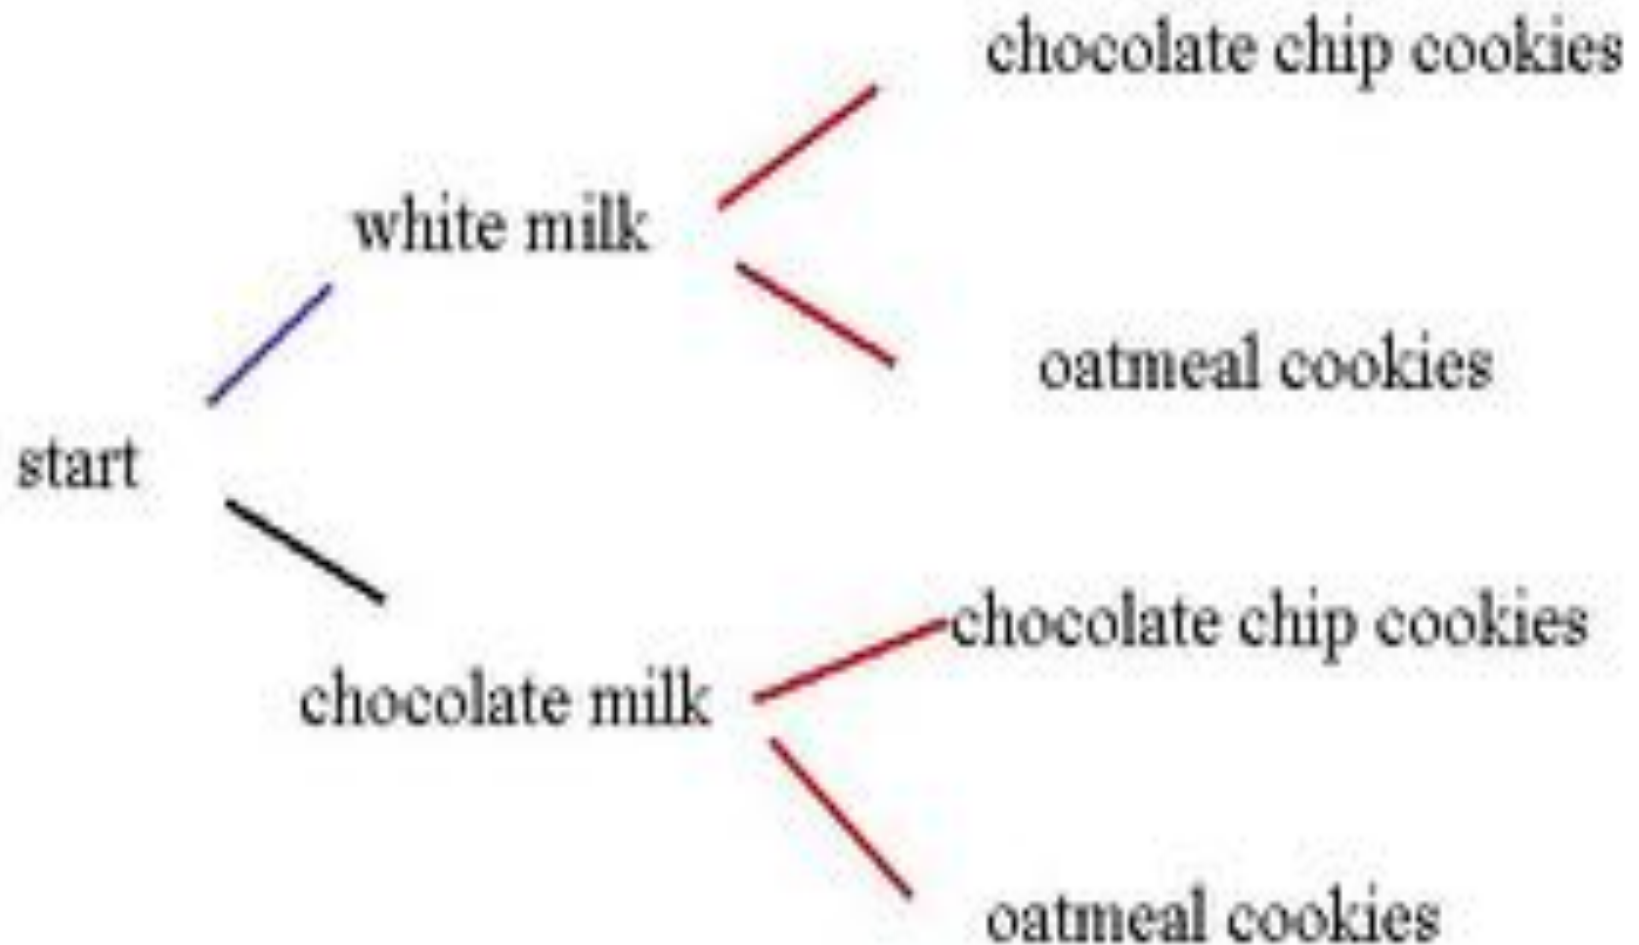 chocolate chip cookies
white milk
oatmeal cookies
start
chocolate chip cookies
chocolate milk
oatmeal cookies